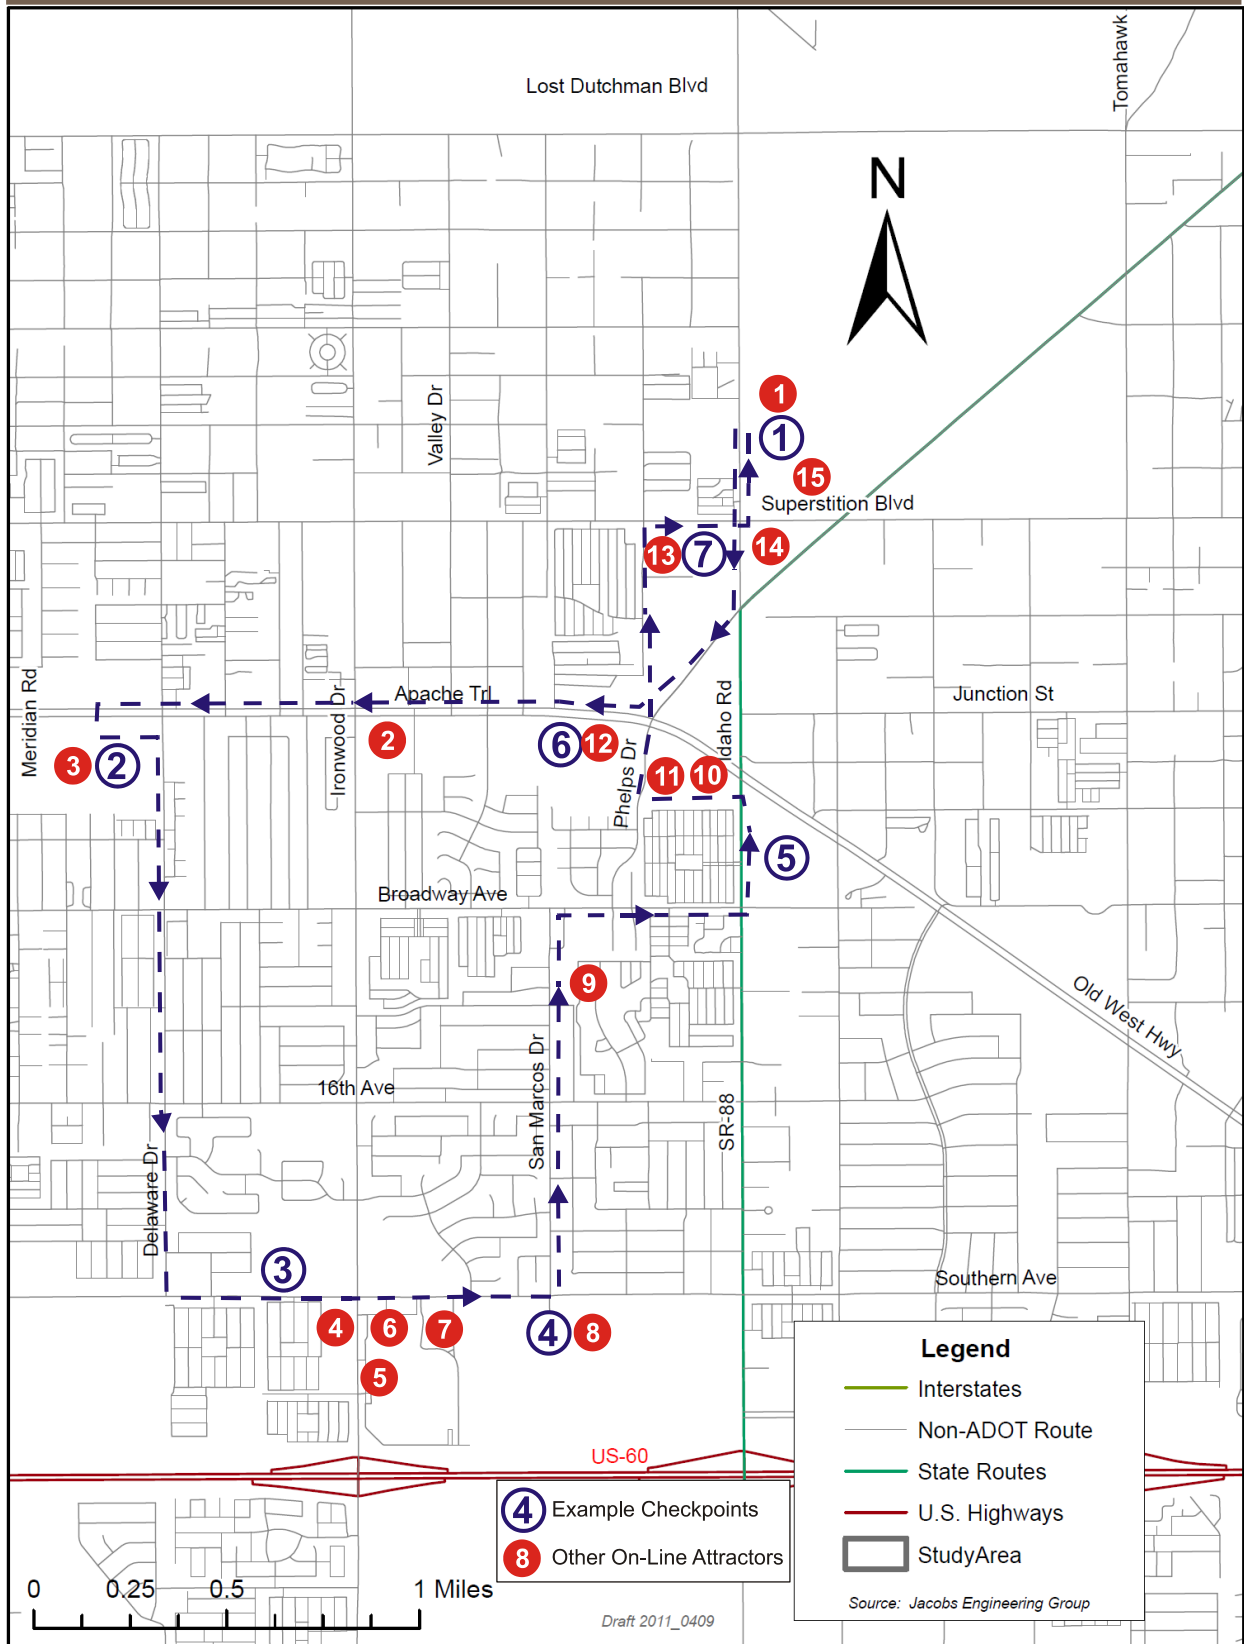 Lost Dutchman Blvd
Tomahawk
N
Valley Dr
1
1
15
Superstition Blvd
13
7
14
Meridian Rd
Ironwood Dr
Apache Trl
Idaho Rd
Junction St
3
2
2
6
12
Phelps Dr
11
10
5
Broadway Ave
9
Old West Hwy
16th Ave
San Marcos Dr
SR-88
Delaware Dr
3
Southern Ave
4
6
7
4
8
5
US-60
Legend
Interstates
Non-ADOT Route
State Routes
U.S. Highways
StudyArea
Source: Jacobs Engineering Group
4 Example Checkpoints
8 Other On-Line Attractors
0 0.25 0.5 1 Miles
Draft 2011_0409